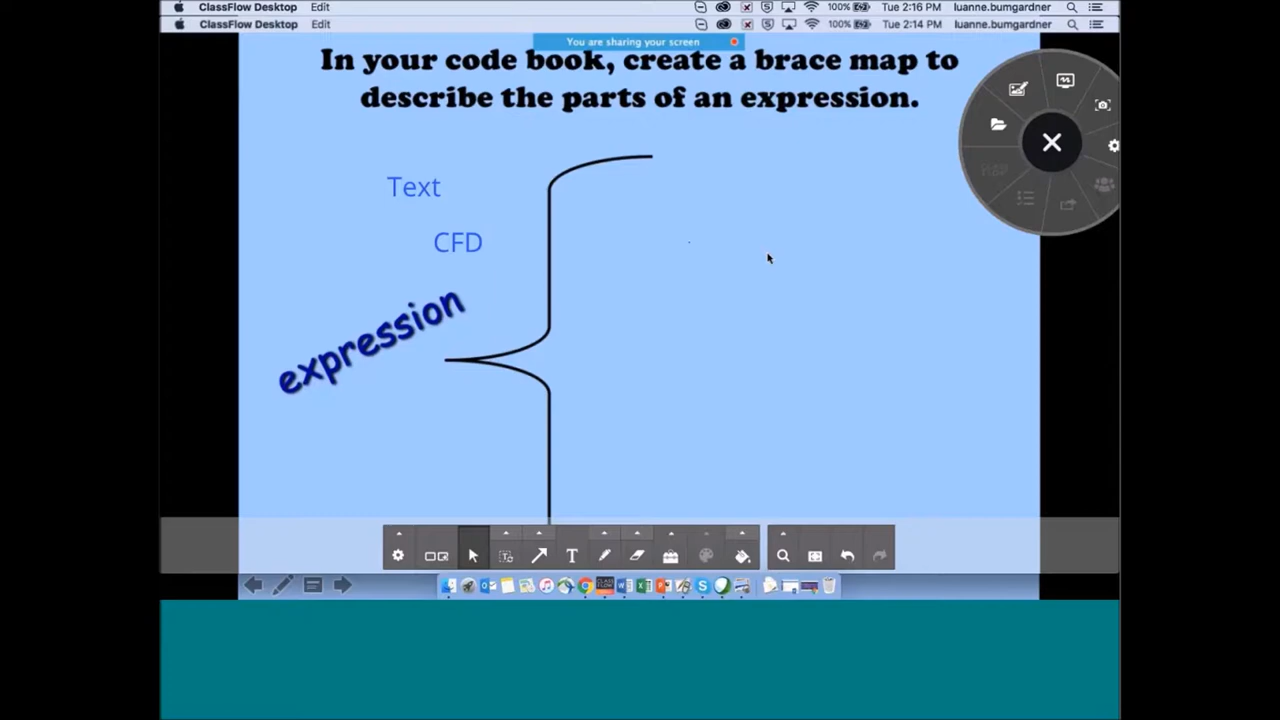 ClassFlow Desktop Edit 100% Tue 2:16 PM luanne.bumgardner
ClassFlow Desktop Edit 100% Tue 2:14 PM luanne.bumgardner
You are sharing your screen
In your code book, create a brace map to
describe the parts of an expression.
Text
CFD
expression
T